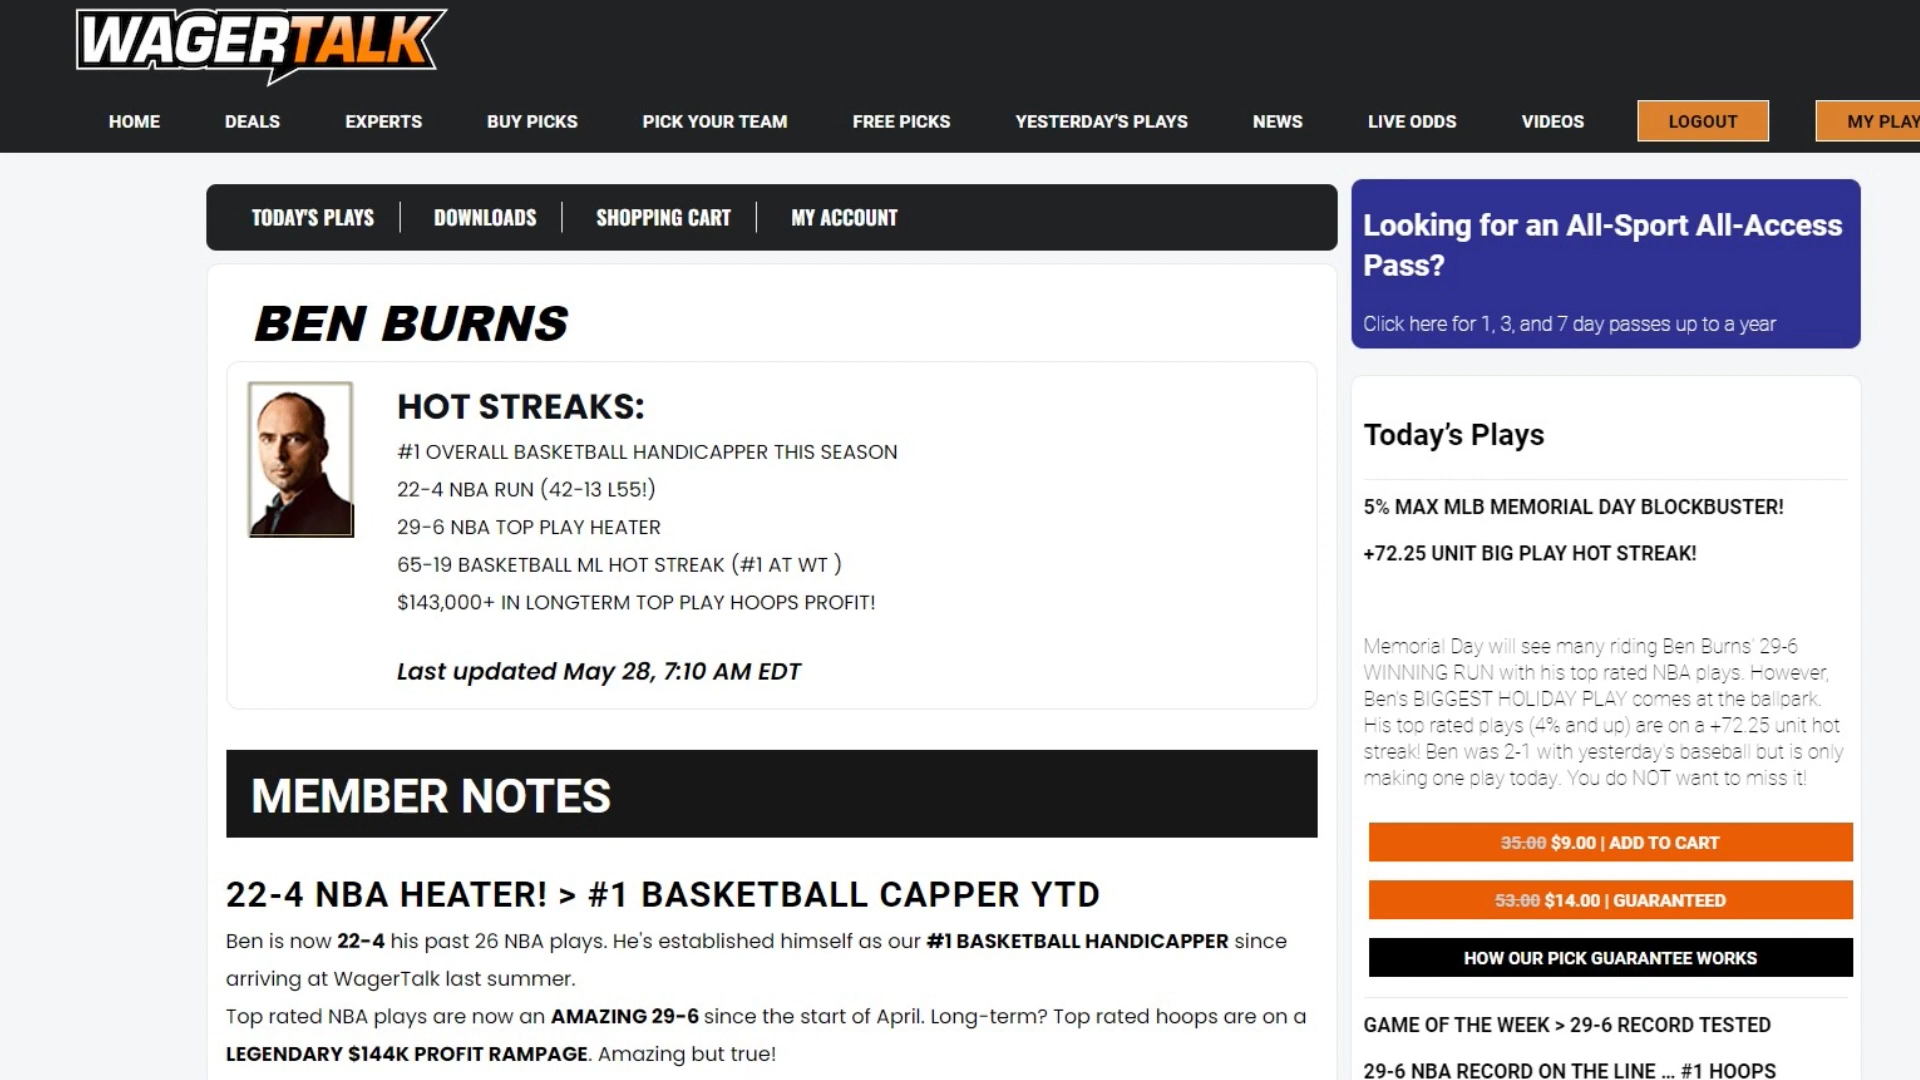 WAGERTALK
HOME DEALS EXPERTS BUY PICKS PICK YOUR TEAM FREE PICKS YESTERDAY'S PLAYS NEWS LIVE ODDS VIDEOS LOGOUT MY PLAY
TODAY'S PLAYS DOWNLOADS SHOPPING CART MY ACCOUNT
BEN BURNS
HOT STREAKS:
#1 OVERALL BASKETBALL HANDICAPPER THIS SEASON
22-4 NBA RUN (42-13 L55!)
29-6 NBA TOP PLAY HEATER
65-19 BASKETBALL ML HOT STREAK (#1 AT WT )
$143,000+ IN LONGTERM TOP PLAY HOOPS PROFIT!
Last updated May 28, 7:10 AM EDT
MEMBER NOTES
22-4 NBA HEATER! > #1 BASKETBALL CAPPER YTD
Ben is now 22-4 his past 26 NBA plays. He's established himself as our #1 BASKETBALL HANDICAPPER since
arriving at WagerTalk last summer.
Top rated NBA plays are now an AMAZING 29-6 since the start of April. Long-term? Top rated hoops are on a
LEGENDARY $144K PROFIT RAMPAGE. Amazing but true!
Looking for an All-Sport All-Access
Pass?
Click here for 1, 3, and 7 day passes up to a year
Today's Plays
5% MAX MLB MEMORIAL DAY BLOCKBUSTER!
+72.25 UNIT BIG PLAY HOT STREAK!
Memorial Day will see many riding Ben Burns' 29-6
WINNING RUN with his top rated NBA plays. However,
Ben's BIGGEST HOLIDAY PLAY comes at the ballpark.
His top rated plays (4% and up) are on a +72.25 unit hot
streak! Ben was 2-1 with yesterday's baseball but is only
making one play today. You do NOT want to miss it!
35.00 $9.00 | ADD TO CART
53.00 $14.00 | GUARANTEED
HOW OUR PICK GUARANTEE WORKS
GAME OF THE WEEK > 29-6 RECORD TESTED
29-6 NBA RECORD ON THE LINE ... #1 HOOPS